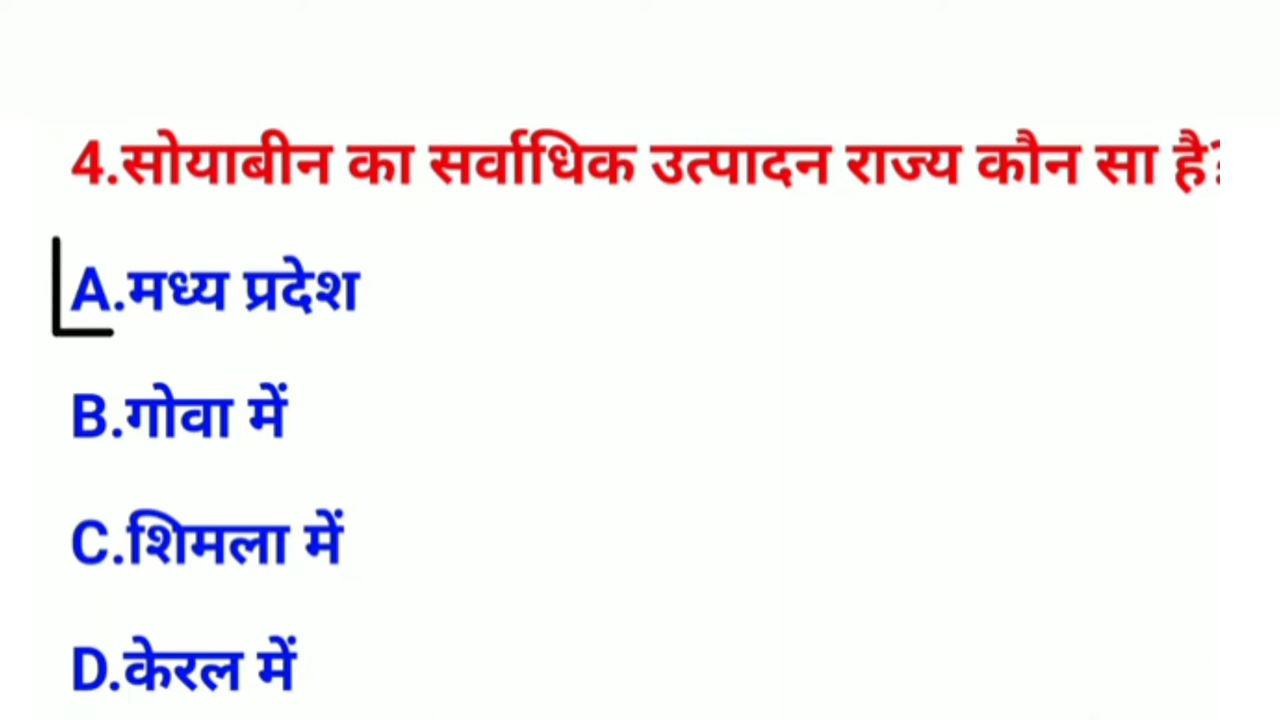 4.सोयाबीन का सर्वाधिक उत्पादन राज्य कौन सा है?
A.मध्य प्रदेश
B.गोवा में
C.शिमला में
D.केरल में